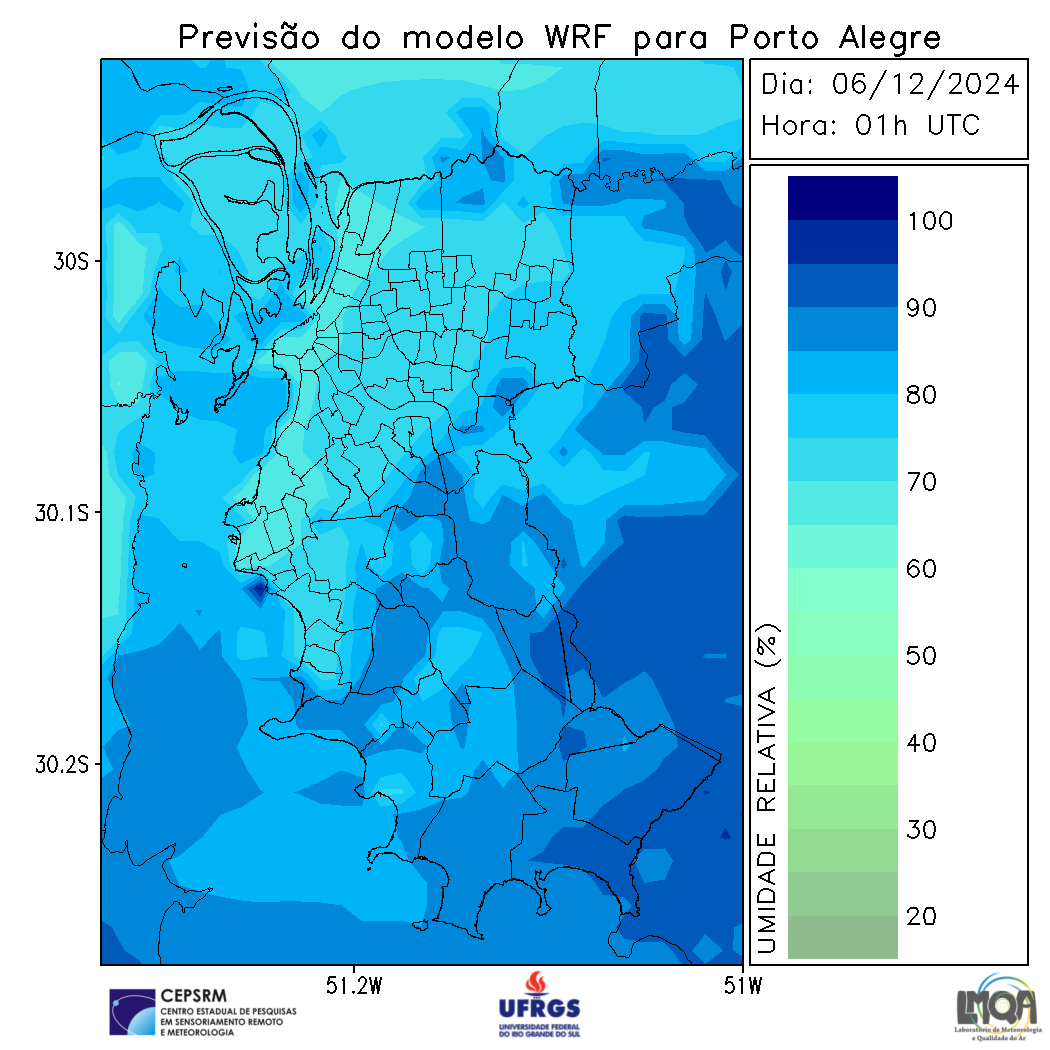 Previsão do modelo WRF para Porto Alegre
Dia: 06/12/2024
Hora: 01h UTC
30S
30.1S
30.2S
51.2W
51W
UMIDADE RELATIVA (%)
100
90
80
70
60
50
40
30
20
CEPSRM
CENTRO ESTADUAL DE PESQUISAS
EM SENSORIAMENTO REMOTO
E METEOROLOGIA
UFRGS
UNIVERSIDADE FEDERAL
DO RIO GRANDE DO SUL
LMQA
Laboratório de Meteorologia
e Qualidade do Ar